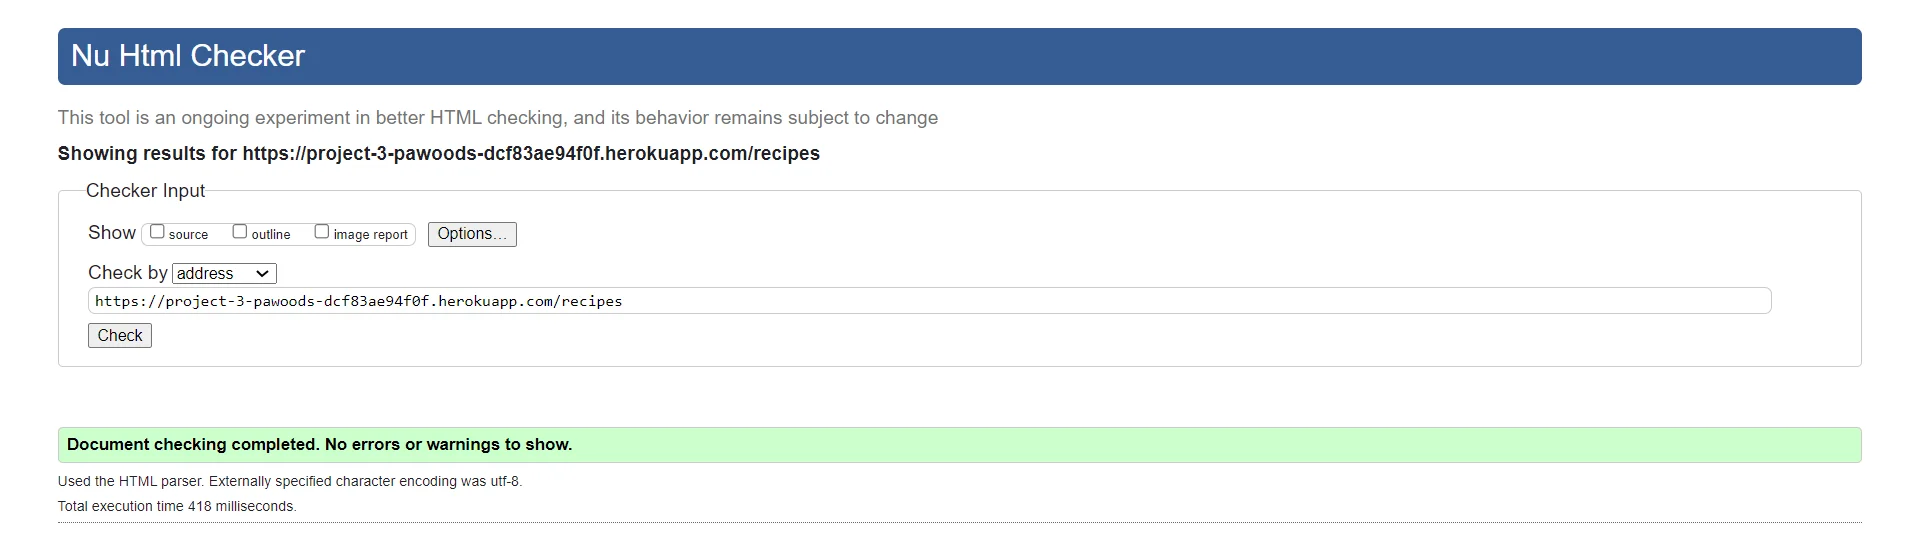 Nu Html Checker
This tool is an ongoing experiment in better HTML checking, and its behavior remains subject to change
Showing results for https://project-3-pawoods-dcf83ae94f0f.herokuapp.com/recipes
Checker Input
Show source outline image report Options...
Check by address
https://project-3-pawoods-dcf83ae94f0f.herokuapp.com/recipes
Check
Document checking completed. No errors or warnings to show.
Used the HTML parser. Externally specified character encoding was utf-8.
Total execution time 418 milliseconds.